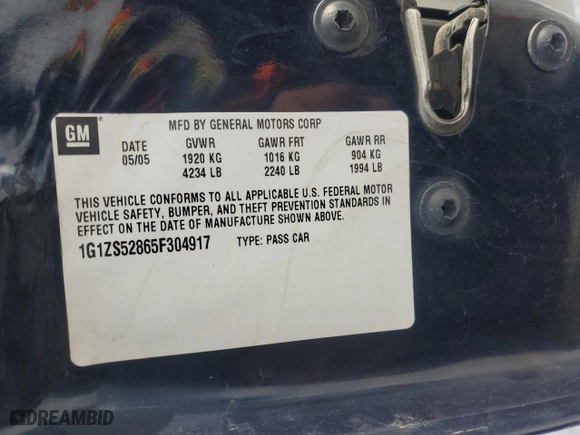 GM
MFD BY GENERAL MOTORS CORP
DATE GVWR GAWR FRT GAWR RR
05/05 1920 KG 1016 KG 904 KG
4234 LB 2240 LB 1994 LB
THIS VEHICLE CONFORMS TO ALL APPLICABLE U.S. FEDERAL MOTOR
VEHICLE SAFETY, BUMPER, AND THEFT PREVENTION STANDARDS IN
EFFECT ON THE DATE OF MANUFACTURE SHOWN ABOVE.
1G1ZS52865F304917 TYPE: PASS CAR
DREAMBID